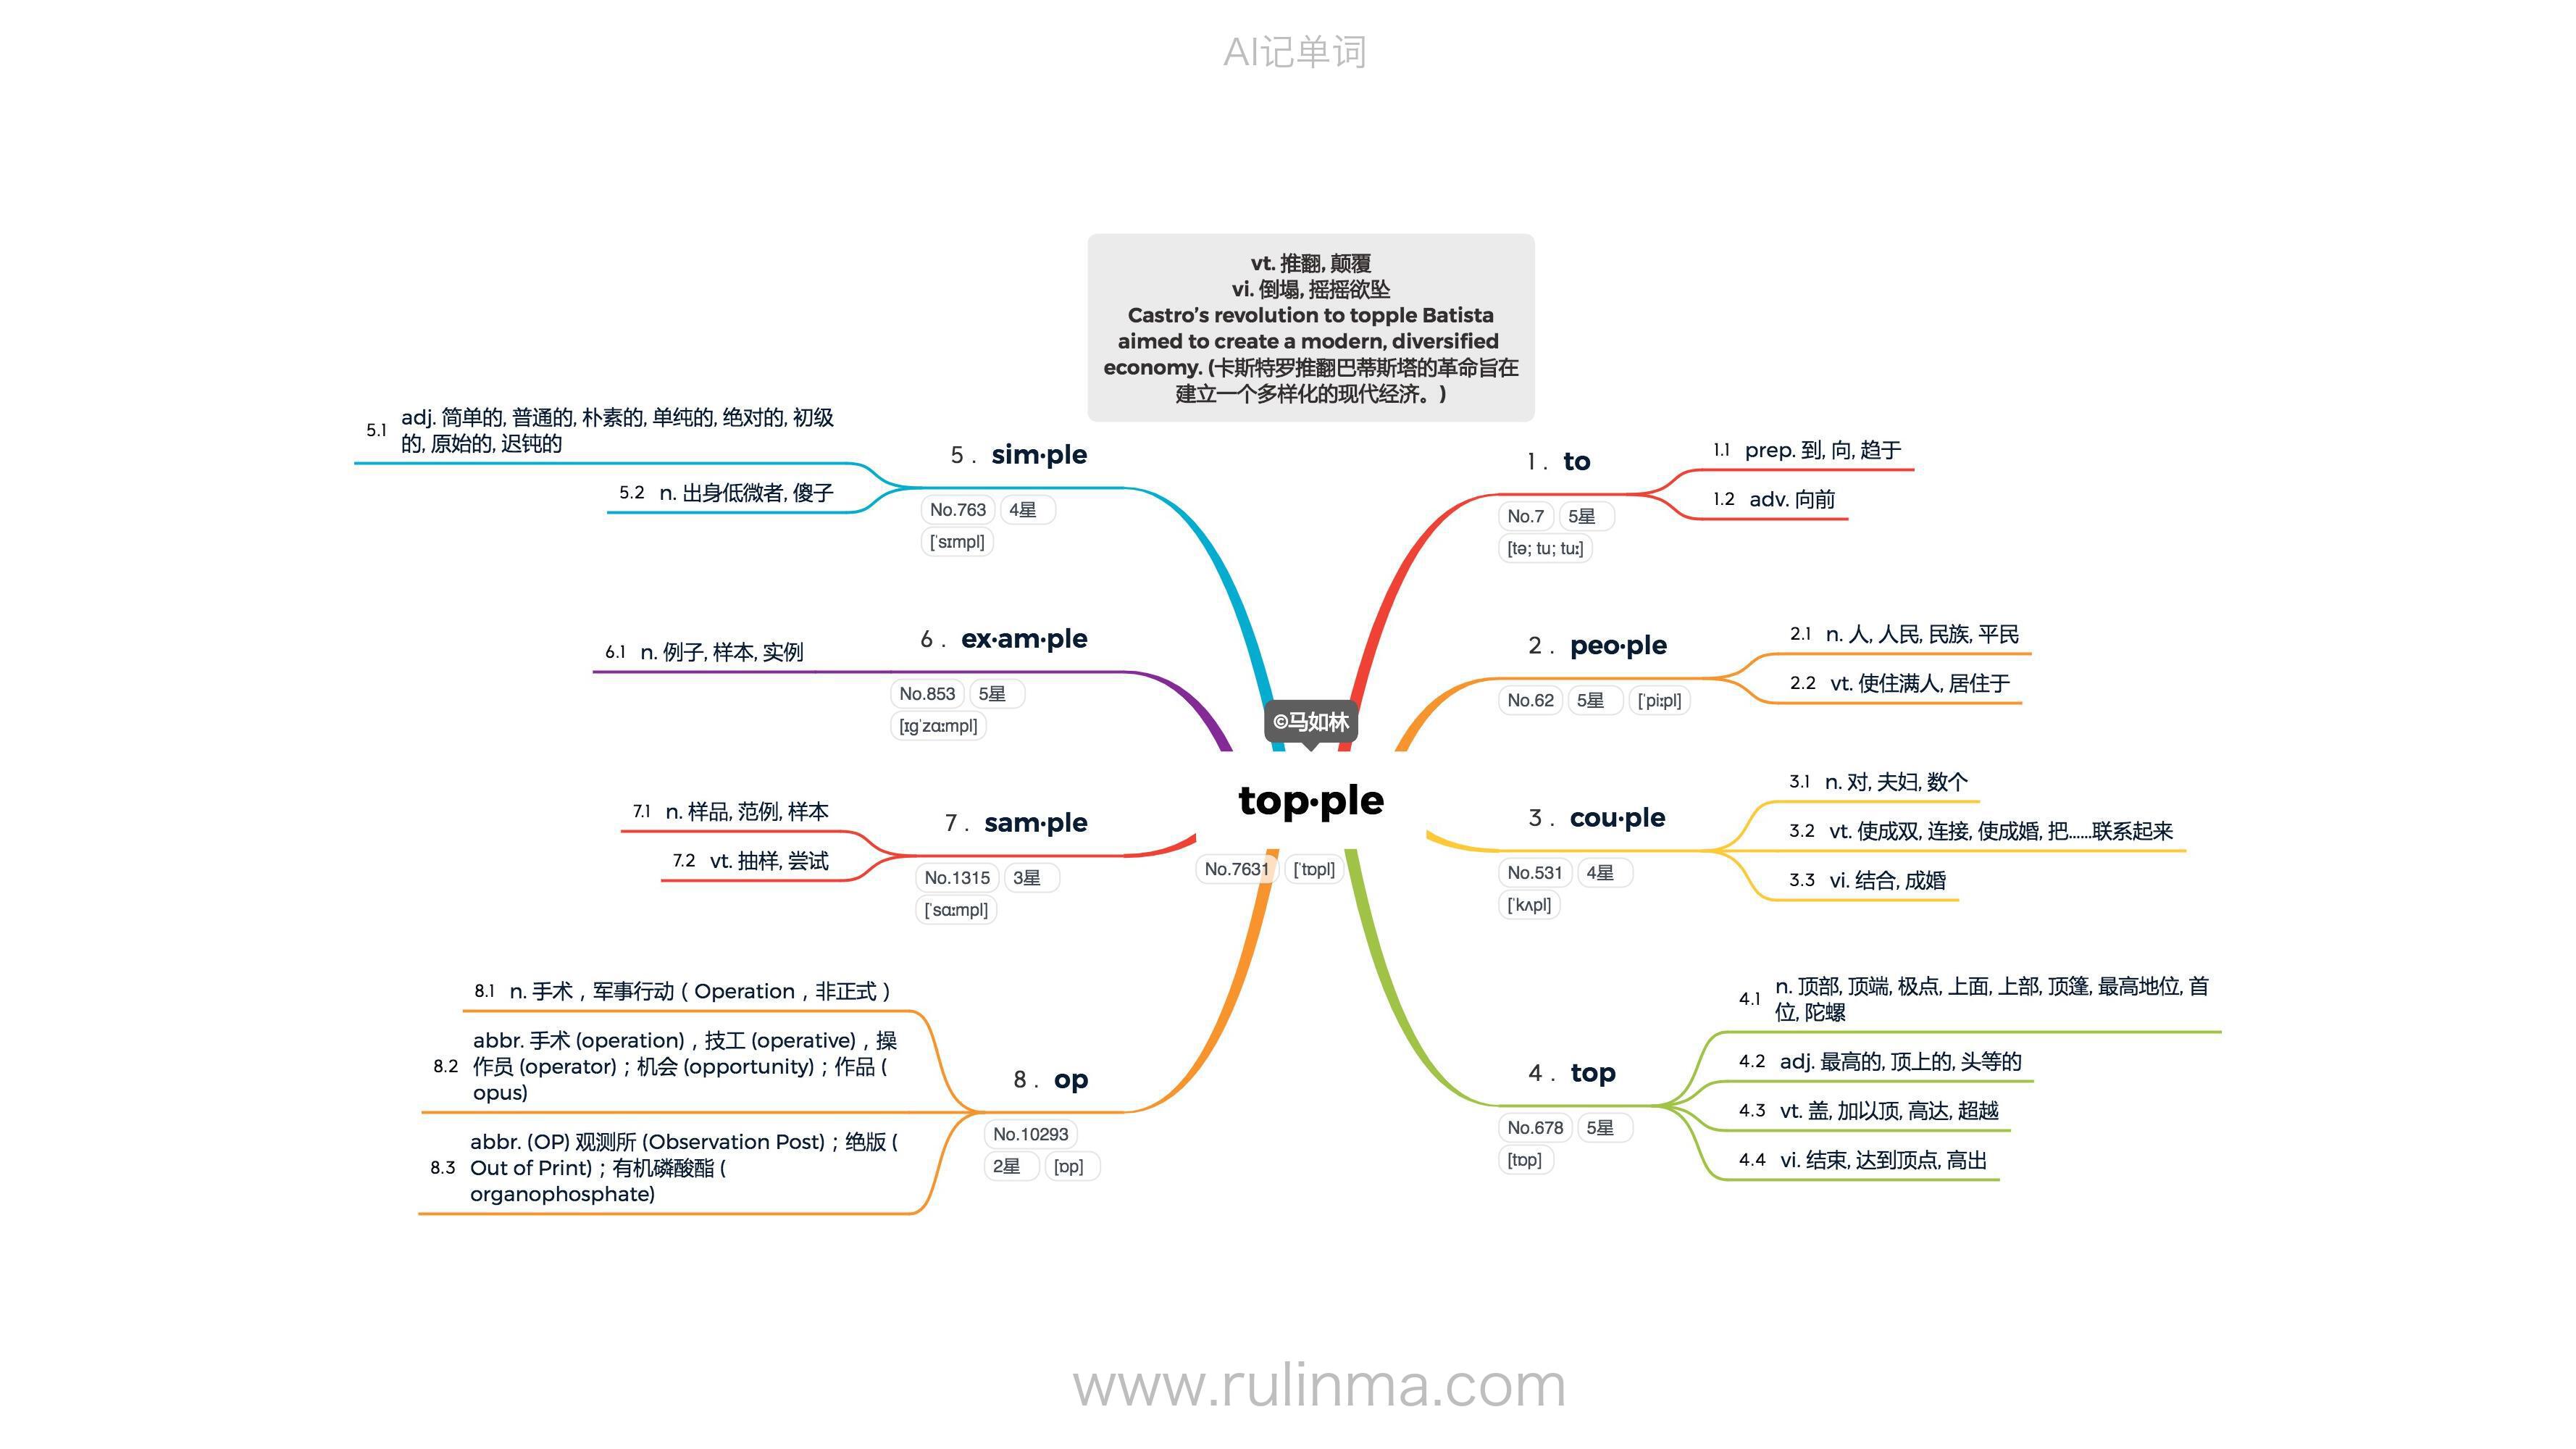 AI记单词
vt. 推翻, 颠覆
vi. 倒塌, 摇摇欲坠
Castro’s revolution to topple Batista
aimed to create a modern, diversified
economy. (卡斯特罗推翻巴蒂斯塔的革命旨在
建立一个多样化的现代经济。)
©马如林
top·ple
No.7631 [ˈtɒpl]
1 . to
No.7 5星
[tə; tu; tuː]
1.1 prep. 到, 向, 趋于
1.2 adv. 向前
2 . peo·ple
No.62 5星 [ˈpiːpl]
2.1 n. 人, 人民, 民族, 平民
2.2 vt. 使住满人, 居住于
3 . cou·ple
No.531 4星
[ˈkʌpl]
3.1 n. 对, 夫妇, 数个
3.2 vt. 使成双, 连接, 使成婚, 把……联系起来
3.3 vi. 结合, 成婚
4 . top
No.678 5星
[tɒp]
4.1 n. 顶部, 顶端, 极点, 上面, 上部, 顶篷, 最高地位, 首
位, 陀螺
4.2 adj. 最高的, 顶上的, 头等的
4.3 vt. 盖, 加以顶, 高达, 超越
4.4 vi. 结束, 达到顶点, 高出
5 . sim·ple
No.763 4星
[ˈsɪmpl]
5.1 adj. 简单的, 普通的, 朴素的, 单纯的, 绝对的, 初级
的, 原始的, 迟钝的
5.2 n. 出身低微者, 傻子
6 . ex·am·ple
No.853 5星
[ɪɡˈzɑːmpl]
6.1 n. 例子, 样本, 实例
7 . sam·ple
No.1315 3星
[ˈsɑːmpl]
7.1 n. 样品, 范例, 样本
7.2 vt. 抽样, 尝试
8 . op
No.10293
2星 [ɒp]
8.1 n. 手术，军事行动（Operation，非正式）
8.2 abbr. 手术 (operation)，技工 (operative)，操
作员 (operator)；机会 (opportunity)；作品 (
opus)
8.3 abbr. (OP) 观测所 (Observation Post)；绝版 (
Out of Print)；有机磷酸酯 (
organophosphate)
www.rulinma.com